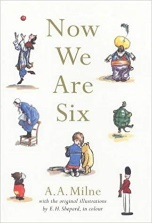 Now We Are
Six
A.A. Milne
with the original illustrations
by E. H. Shepard, in colour